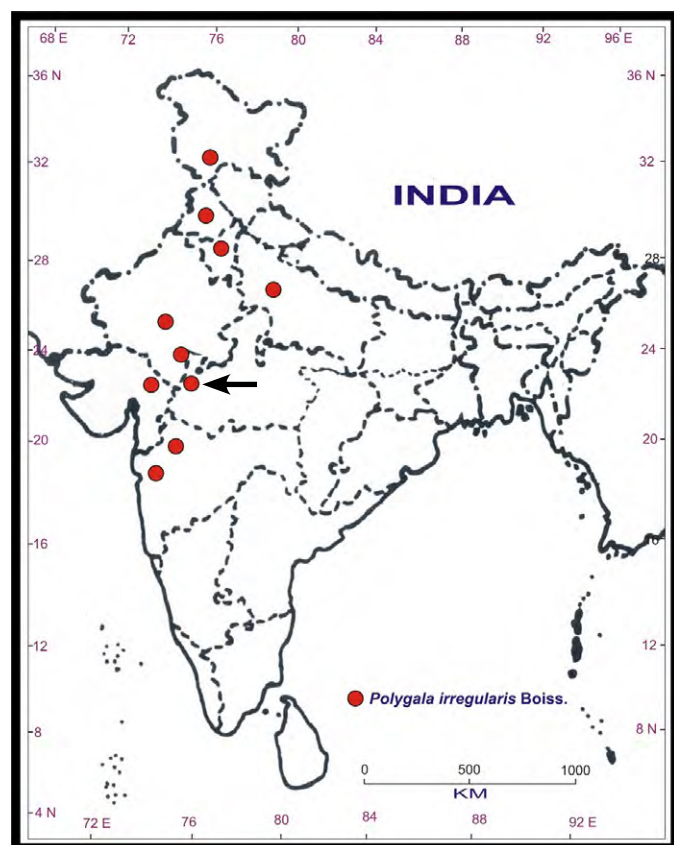 68 E 72 76 80 84 88 92 96 E
36 N 36 N
32 32
INDIA
28 28
24 24
20 20
16 16
12 12
Polygala irregularis Boiss.
8 8 N
0 500 1000
KM
4 N
72 E 76 80 84 88 92 E